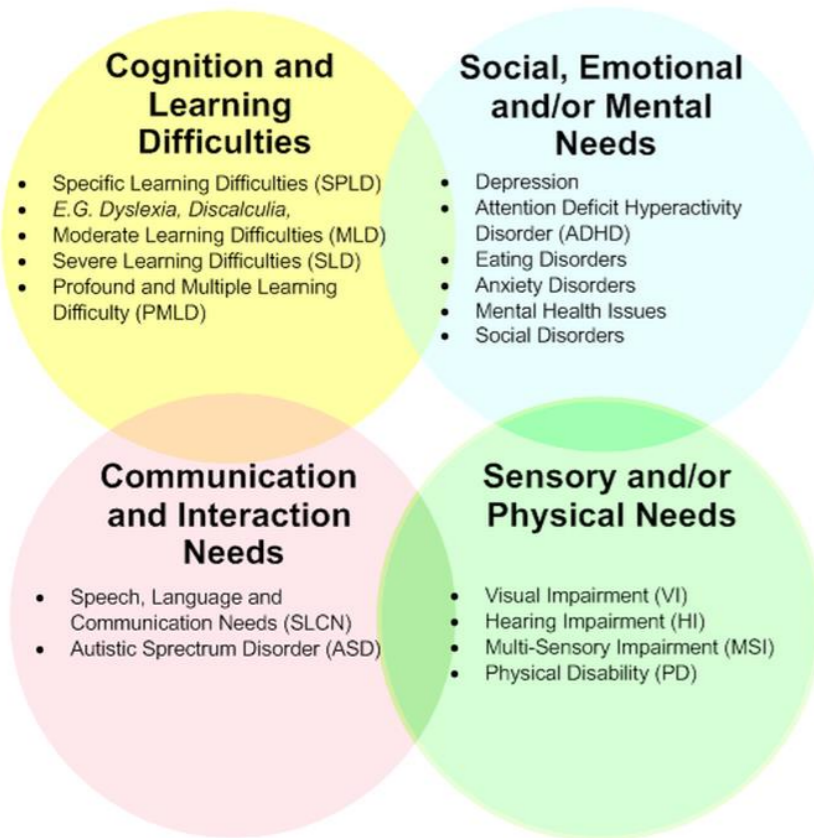 Cognition and
Learning
Difficulties
• Specific Learning Difficulties (SPLD)
• E.G. Dyslexia, Discalculia,
• Moderate Learning Difficulties (MLD)
• Severe Learning Difficulties (SLD)
• Profound and Multiple Learning
Difficulty (PMLD)
Social, Emotional
and/or Mental
Needs
• Depression
• Attention Deficit Hyperactivity
Disorder (ADHD)
• Eating Disorders
• Anxiety Disorders
• Mental Health Issues
• Social Disorders
Communication
and Interaction
Needs
• Speech, Language and
Communication Needs (SLCN)
• Autistic Sprectrum Disorder (ASD)
Sensory and/or
Physical Needs
• Visual Impairment (VI)
• Hearing Impairment (HI)
• Multi-Sensory Impairment (MSI)
• Physical Disability (PD)